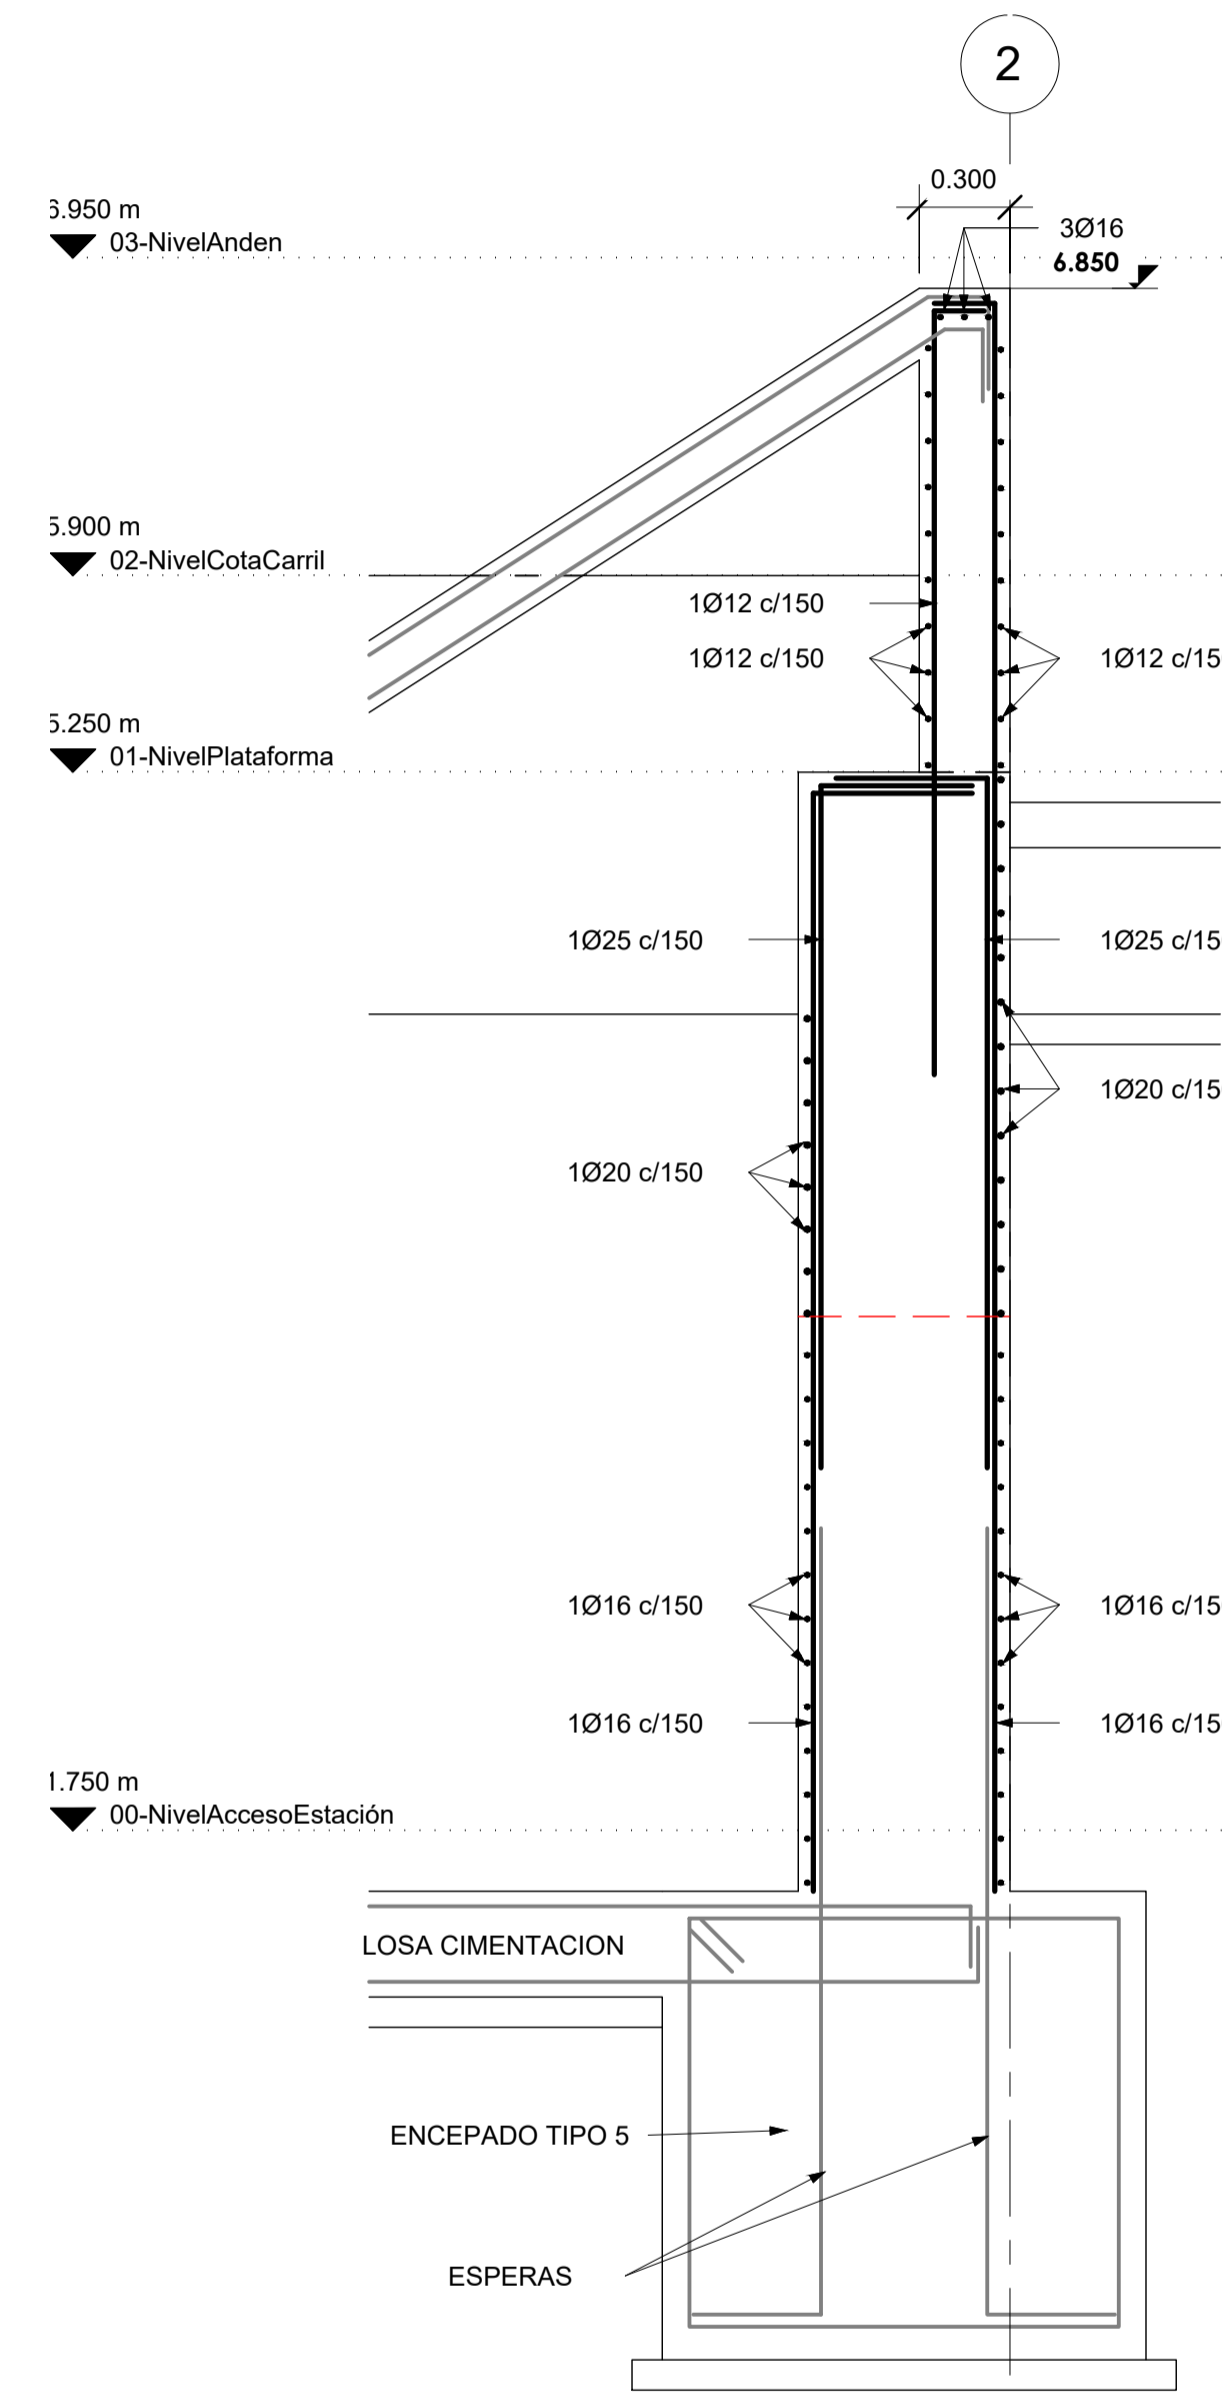 2
0.300
6.950 m
03-NivelAnden
3Ø16
6.850
5.900 m
02-NivelCotaCarril
1Ø12 c/150
1Ø12 c/150
1Ø12 c/15
5.250 m
01-NivelPlataforma
1Ø25 c/150
1Ø25 c/15
1Ø20 c/15
1Ø20 c/150
1Ø16 c/150
1Ø16 c/15
1Ø16 c/150
1Ø16 c/15
1.750 m
00-NivelAccesoEstación
LOSA CIMENTACION
ENCEPADO TIPO 5
ESPERAS